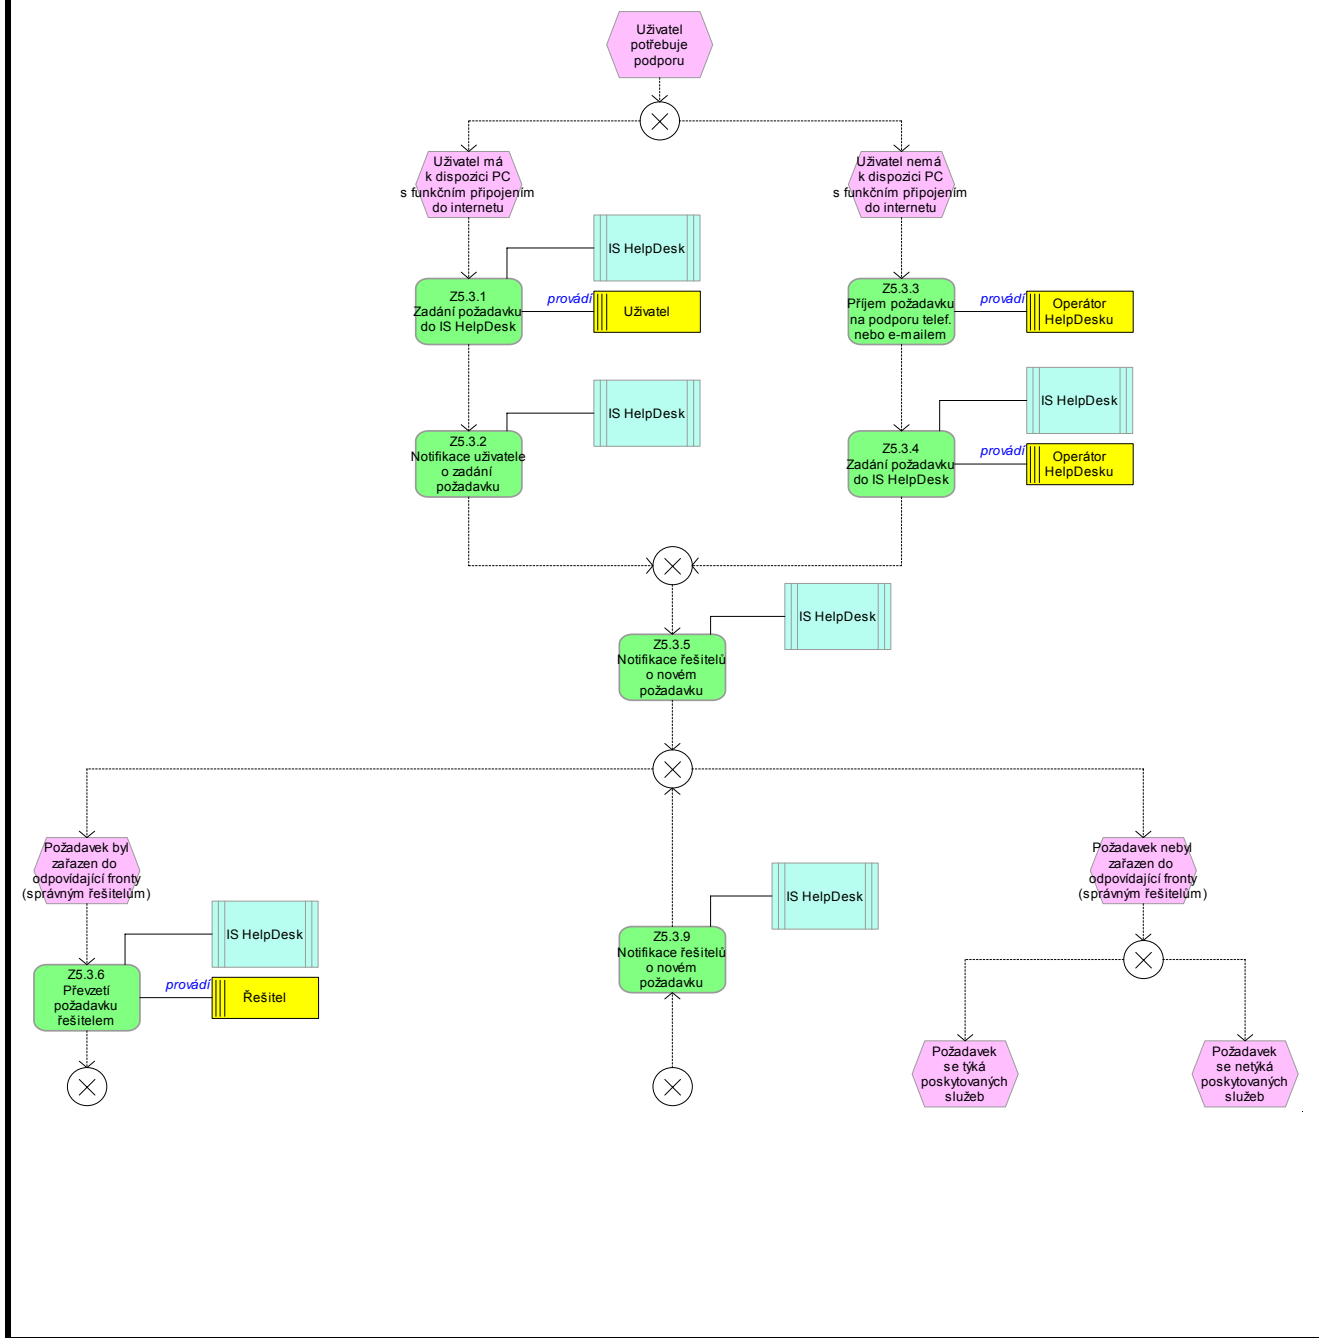 Uživatel
potřebuje
podporu
Uživatel má
k dispozici PC
s funkčním připojením
do internetu
Uživatel nemá
k dispozici PC
s funkčním připojením
do internetu
IS HelpDesk
Z5.3.1
Zadání požadavku
do IS HelpDesk
provádí
Uživatel
Z5.3.3
Příjem požadavku
na podporu telef.
nebo e-mailem
provádí
Operátor
HelpDesku
IS HelpDesk
Z5.3.2
Notifikace uživatele
o zadání
požadavku
IS HelpDesk
Z5.3.4
Zadání požadavku
do IS HelpDesk
provádí
Operátor
HelpDesku
IS HelpDesk
Z5.3.5
Notifikace řešitelů
o novém
požadavku
Požadavek byl
zařazen do
odpovídající fronty
(správným řešitelům)
Požadavek nebyl
zařazen do
odpovídající fronty
(správným řešitelům)
IS HelpDesk
Z5.3.6
Převzetí
požadavku
řešitelem
provádí
Řešitel
IS HelpDesk
Z5.3.9
Notifikace řešitelů
o novém
požadavku
Požadavek
se týká
poskytovaných
služeb
Požadavek
se netýká
poskytovaných
služeb